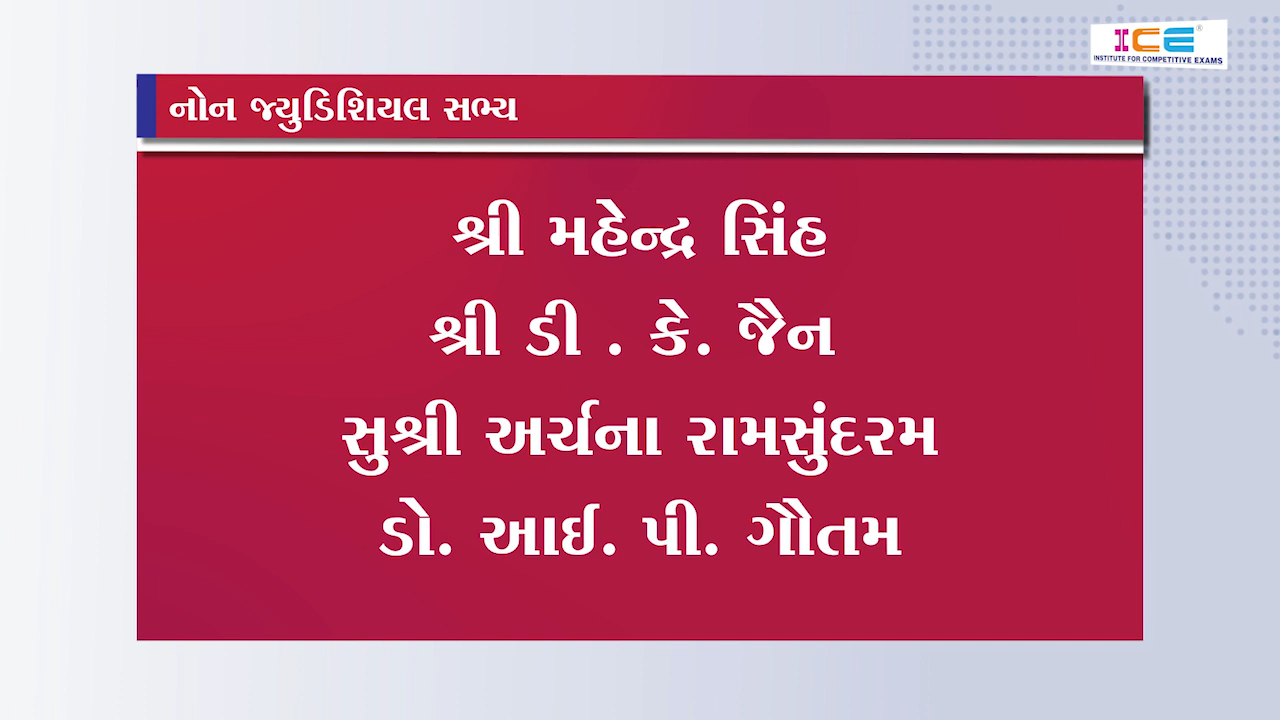 ICE®
INSTITUTE FOR COMPETITIVE EXAMS
નોન જ્યુડિશિયલ સભ્ય
શ્રી મહેન્દ્ર સિંહ
શ્રી ડી . કે. જૈન
સુશ્રી અર્ચના રામસુંદરમ
ડો. આઈ. પી. ગૌતમ